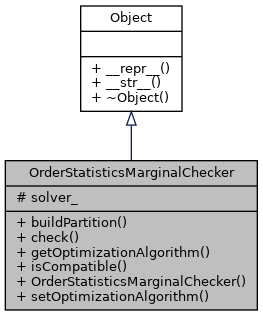 Object
+ __repr__()
+ __str__()
+ ~Object()
OrderStatisticsMarginalChecker
# solver_
+ buildPartition()
+ check()
+ getOptimizationAlgorithm()
+ isCompatible()
+ OrderStatisticsMarginalChecker()
+ setOptimizationAlgorithm()